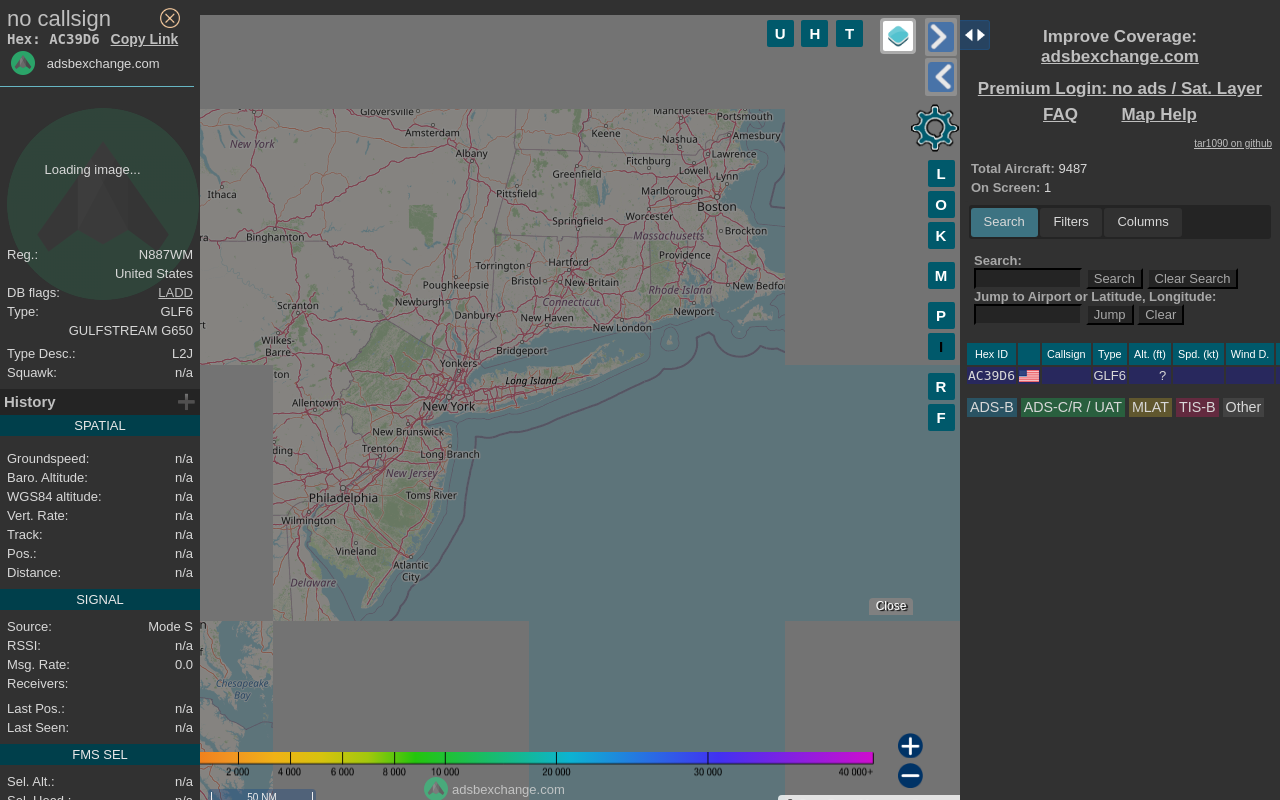 no callsign
Hex: AC39D6 Copy Link
adsbexchange.com
Loading image...
Reg.: N887WM
United States
DB flags: LADD
Type: GLF6
GULFSTREAM G650
Type Desc.: L2J
Squawk: n/a
History
SPATIAL
Groundspeed: n/a
Baro. Altitude: n/a
WGS84 altitude: n/a
Vert. Rate: n/a
Track: n/a
Pos.: n/a
Distance: n/a
SIGNAL
Source: Mode S
RSSI: n/a
Msg. Rate: 0.0
Receivers:
Last Pos.: n/a
Last Seen: n/a
FMS SEL
Sel. Alt.: n/a
Sel. Head.: n/a
U H T
L
O
K
M
P
I
R
F
Gloversville
Manchester
Portsmouth
Amsterdam
Keene
Nashua
Amesbury
New York
Albany
Fitchburg
Lawrence
Greenfield
Lowell
Lynn
Ithaca
Pittsfield
Marlborough
Boston
Springfield
Worcester
Binghamton
Massachusetts
Brockton
Torrington
Hartford
Providence
Poughkeepsie
Bristol
New Britain
Rhode Island
New Bedfor
Scranton
Newburgh
Connecticut
Danbury
New Haven
Newport
New London
Wilkes-
Barre
Bridgeport
Yonkers
ton
Long Island
Allentown
New York
New Brunswick
ding
Trenton
Long Branch
New Jersey
Philadelphia
Toms River
Wilmington
Vineland
Atlantic
City
Delaware
Chesapeake
Bay
Close
2 000 4 000 6 000 8 000 10 000 20 000 30 000 40 000+
adsbexchange.com
50 NM
Improve Coverage:
adsbexchange.com
Premium Login: no ads / Sat. Layer
FAQ Map Help
tar1090 on github
Total Aircraft: 9487
On Screen: 1
Search Filters Columns
Search:
Search Clear Search
Jump to Airport or Latitude, Longitude:
Jump Clear
Hex ID Callsign Type Alt. (ft) Spd. (kt) Wind D.
AC39D6 GLF6 ?
ADS-B ADS-C/R / UAT MLAT TIS-B Other